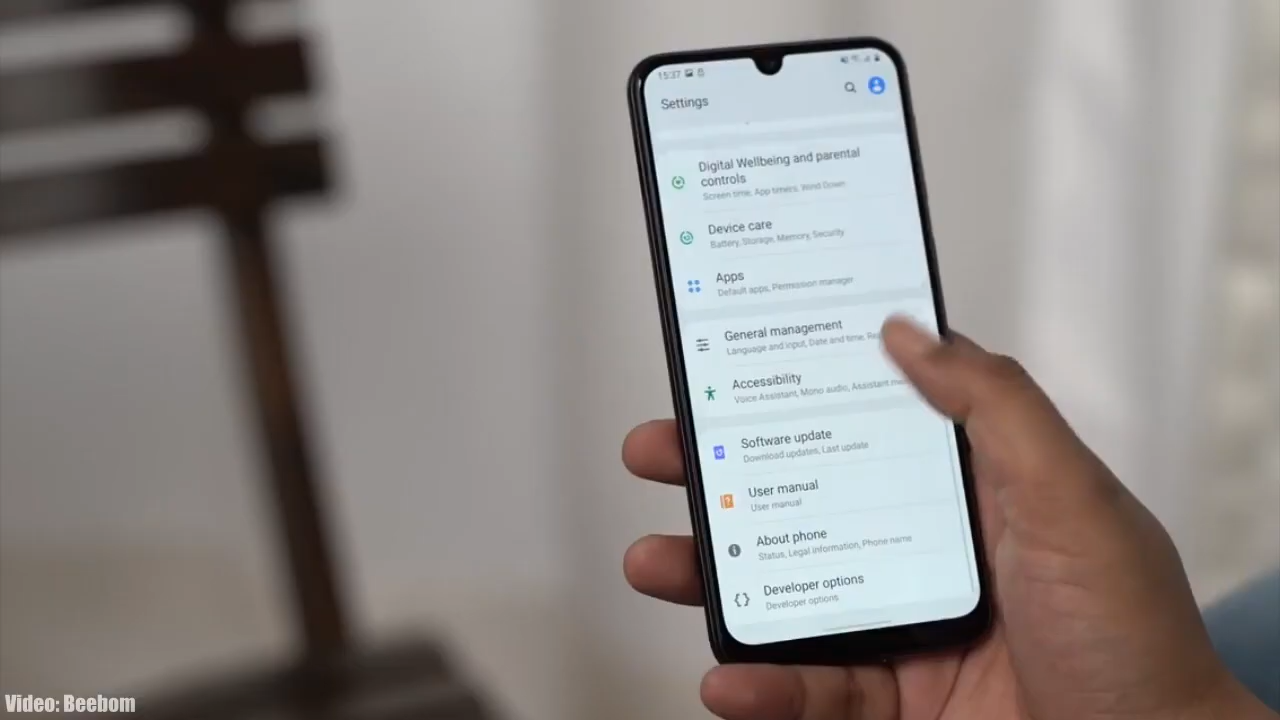 15:37
Settings
Digital Wellbeing and parental
controls
Screen time, App timers, Wind Down
Device care
Battery, Storage, Memory, Security
Apps
Default apps, Permission manager
General management
Language and input, Date and time,
Accessibility
Voice Assistant, Mono audio, Assistant
Software update
Download updates, Last update
User manual
User manual
About phone
Status, Legal information, Phone name
Developer options
Developer options
Video: Beebom